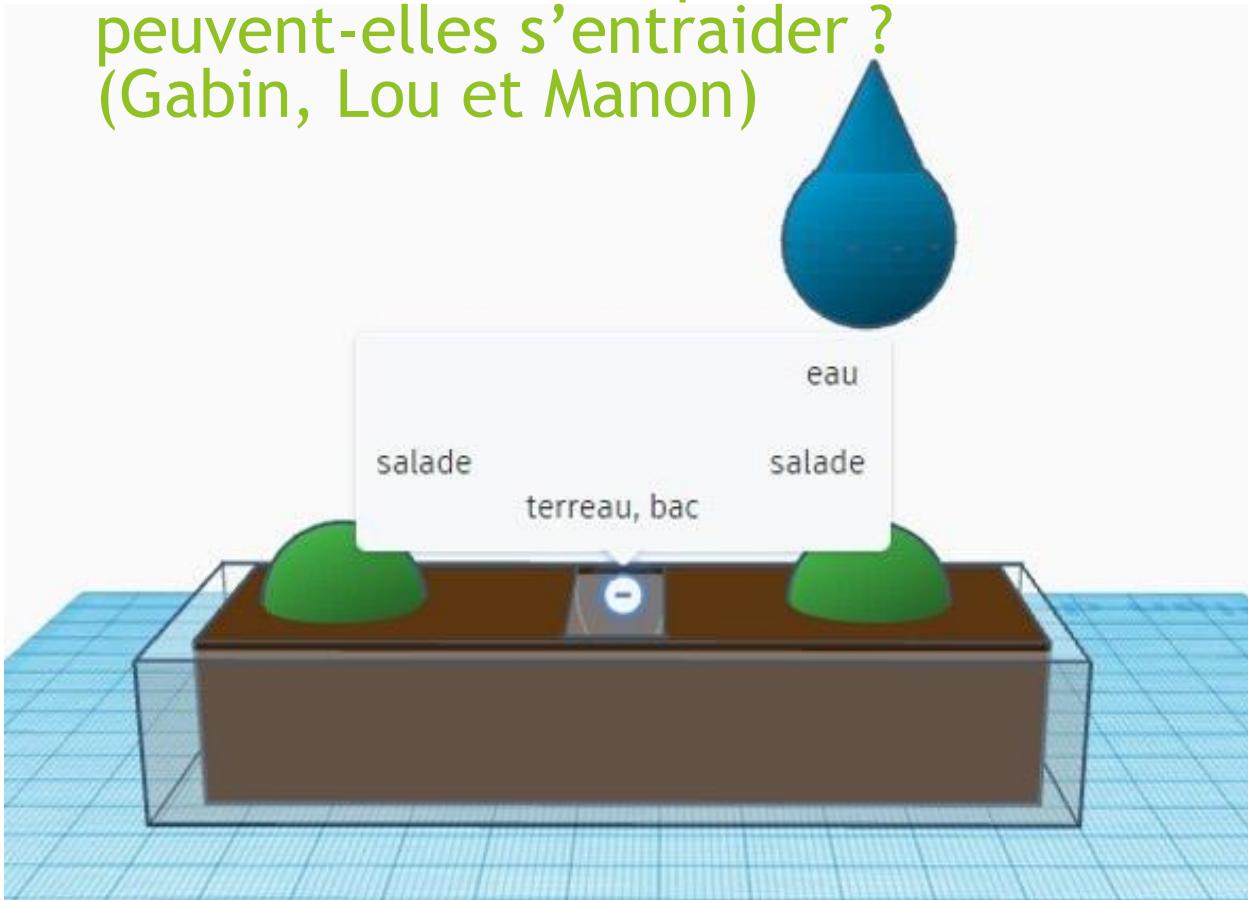 peuvent-elles s’entraider ?
(Gabin, Lou et Manon)
eau
salade salade
terreau, bac